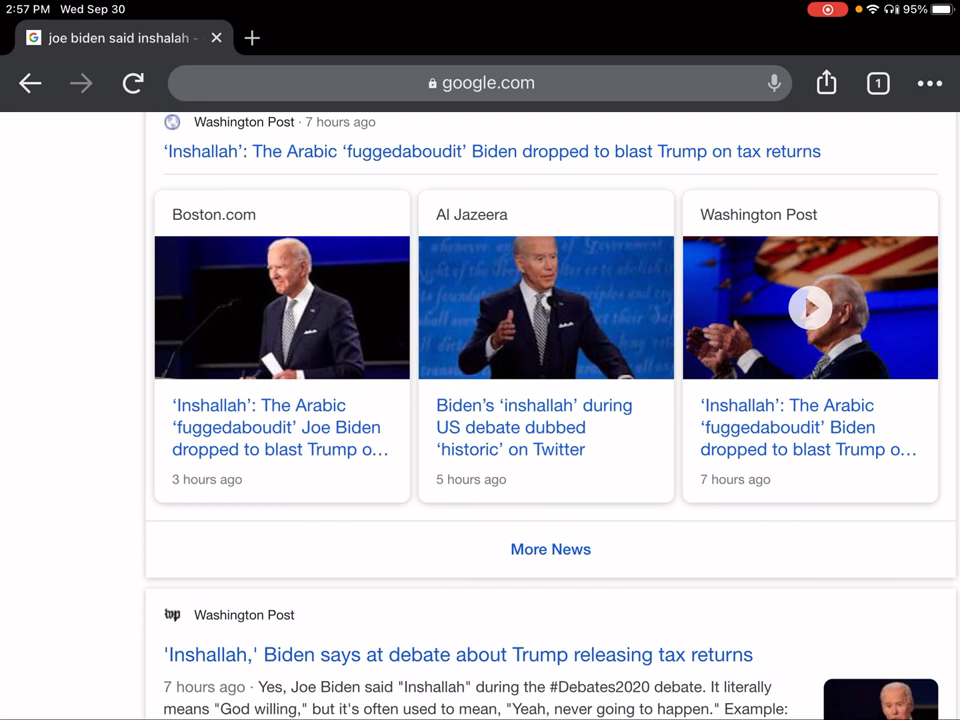 2:57 PM Wed Sep 30
95%
joe biden said inshalah -
google.com
1
Washington Post · 7 hours ago
‘Inshallah’: The Arabic ‘fuggedaboudit’ Biden dropped to blast Trump on tax returns
Boston.com
‘Inshallah’: The Arabic
‘fuggedaboudit’ Joe Biden
dropped to blast Trump o...
3 hours ago
Al Jazeera
Biden’s ‘inshallah’ during
US debate dubbed
‘historic’ on Twitter
5 hours ago
Washington Post
‘Inshallah’: The Arabic
‘fuggedaboudit’ Biden
dropped to blast Trump o...
7 hours ago
More News
wp Washington Post
'Inshallah,' Biden says at debate about Trump releasing tax returns
7 hours ago · Yes, Joe Biden said "Inshallah" during the #Debates2020 debate. It literally
means "God willing," but it's often used to mean, "Yeah, never going to happen." Example: